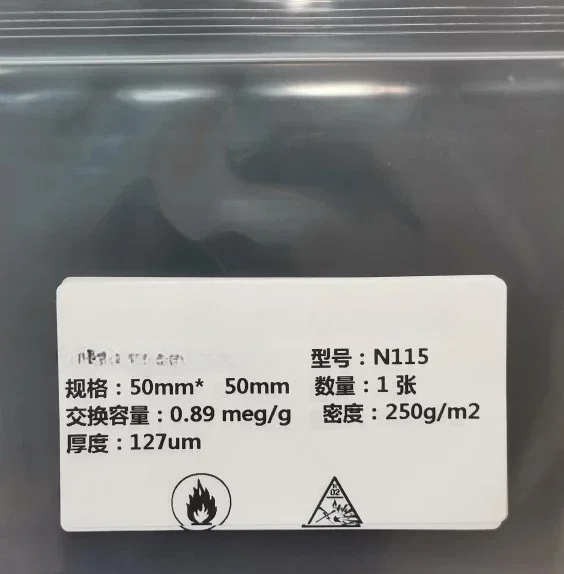 型号：N115
规格：50mm* 50mm 数量：1 张
交换容量：0.89 meg/g 密度：250g/m2
厚度：127um
02